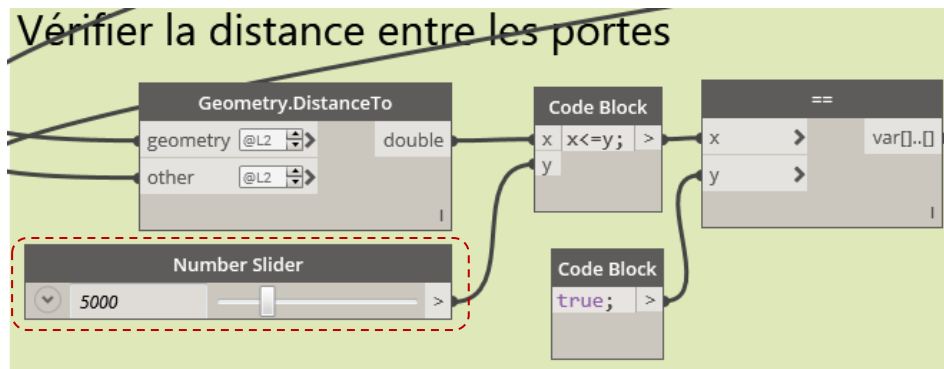 Vérifier la distance entre les portes
Geometry.DistanceTo
geometry @L2 > double
other @L2 >
l
Code Block
x x<=y; >
y
==
x > var[]..[]
y >
l
Number Slider
5000 >
Code Block
true; >